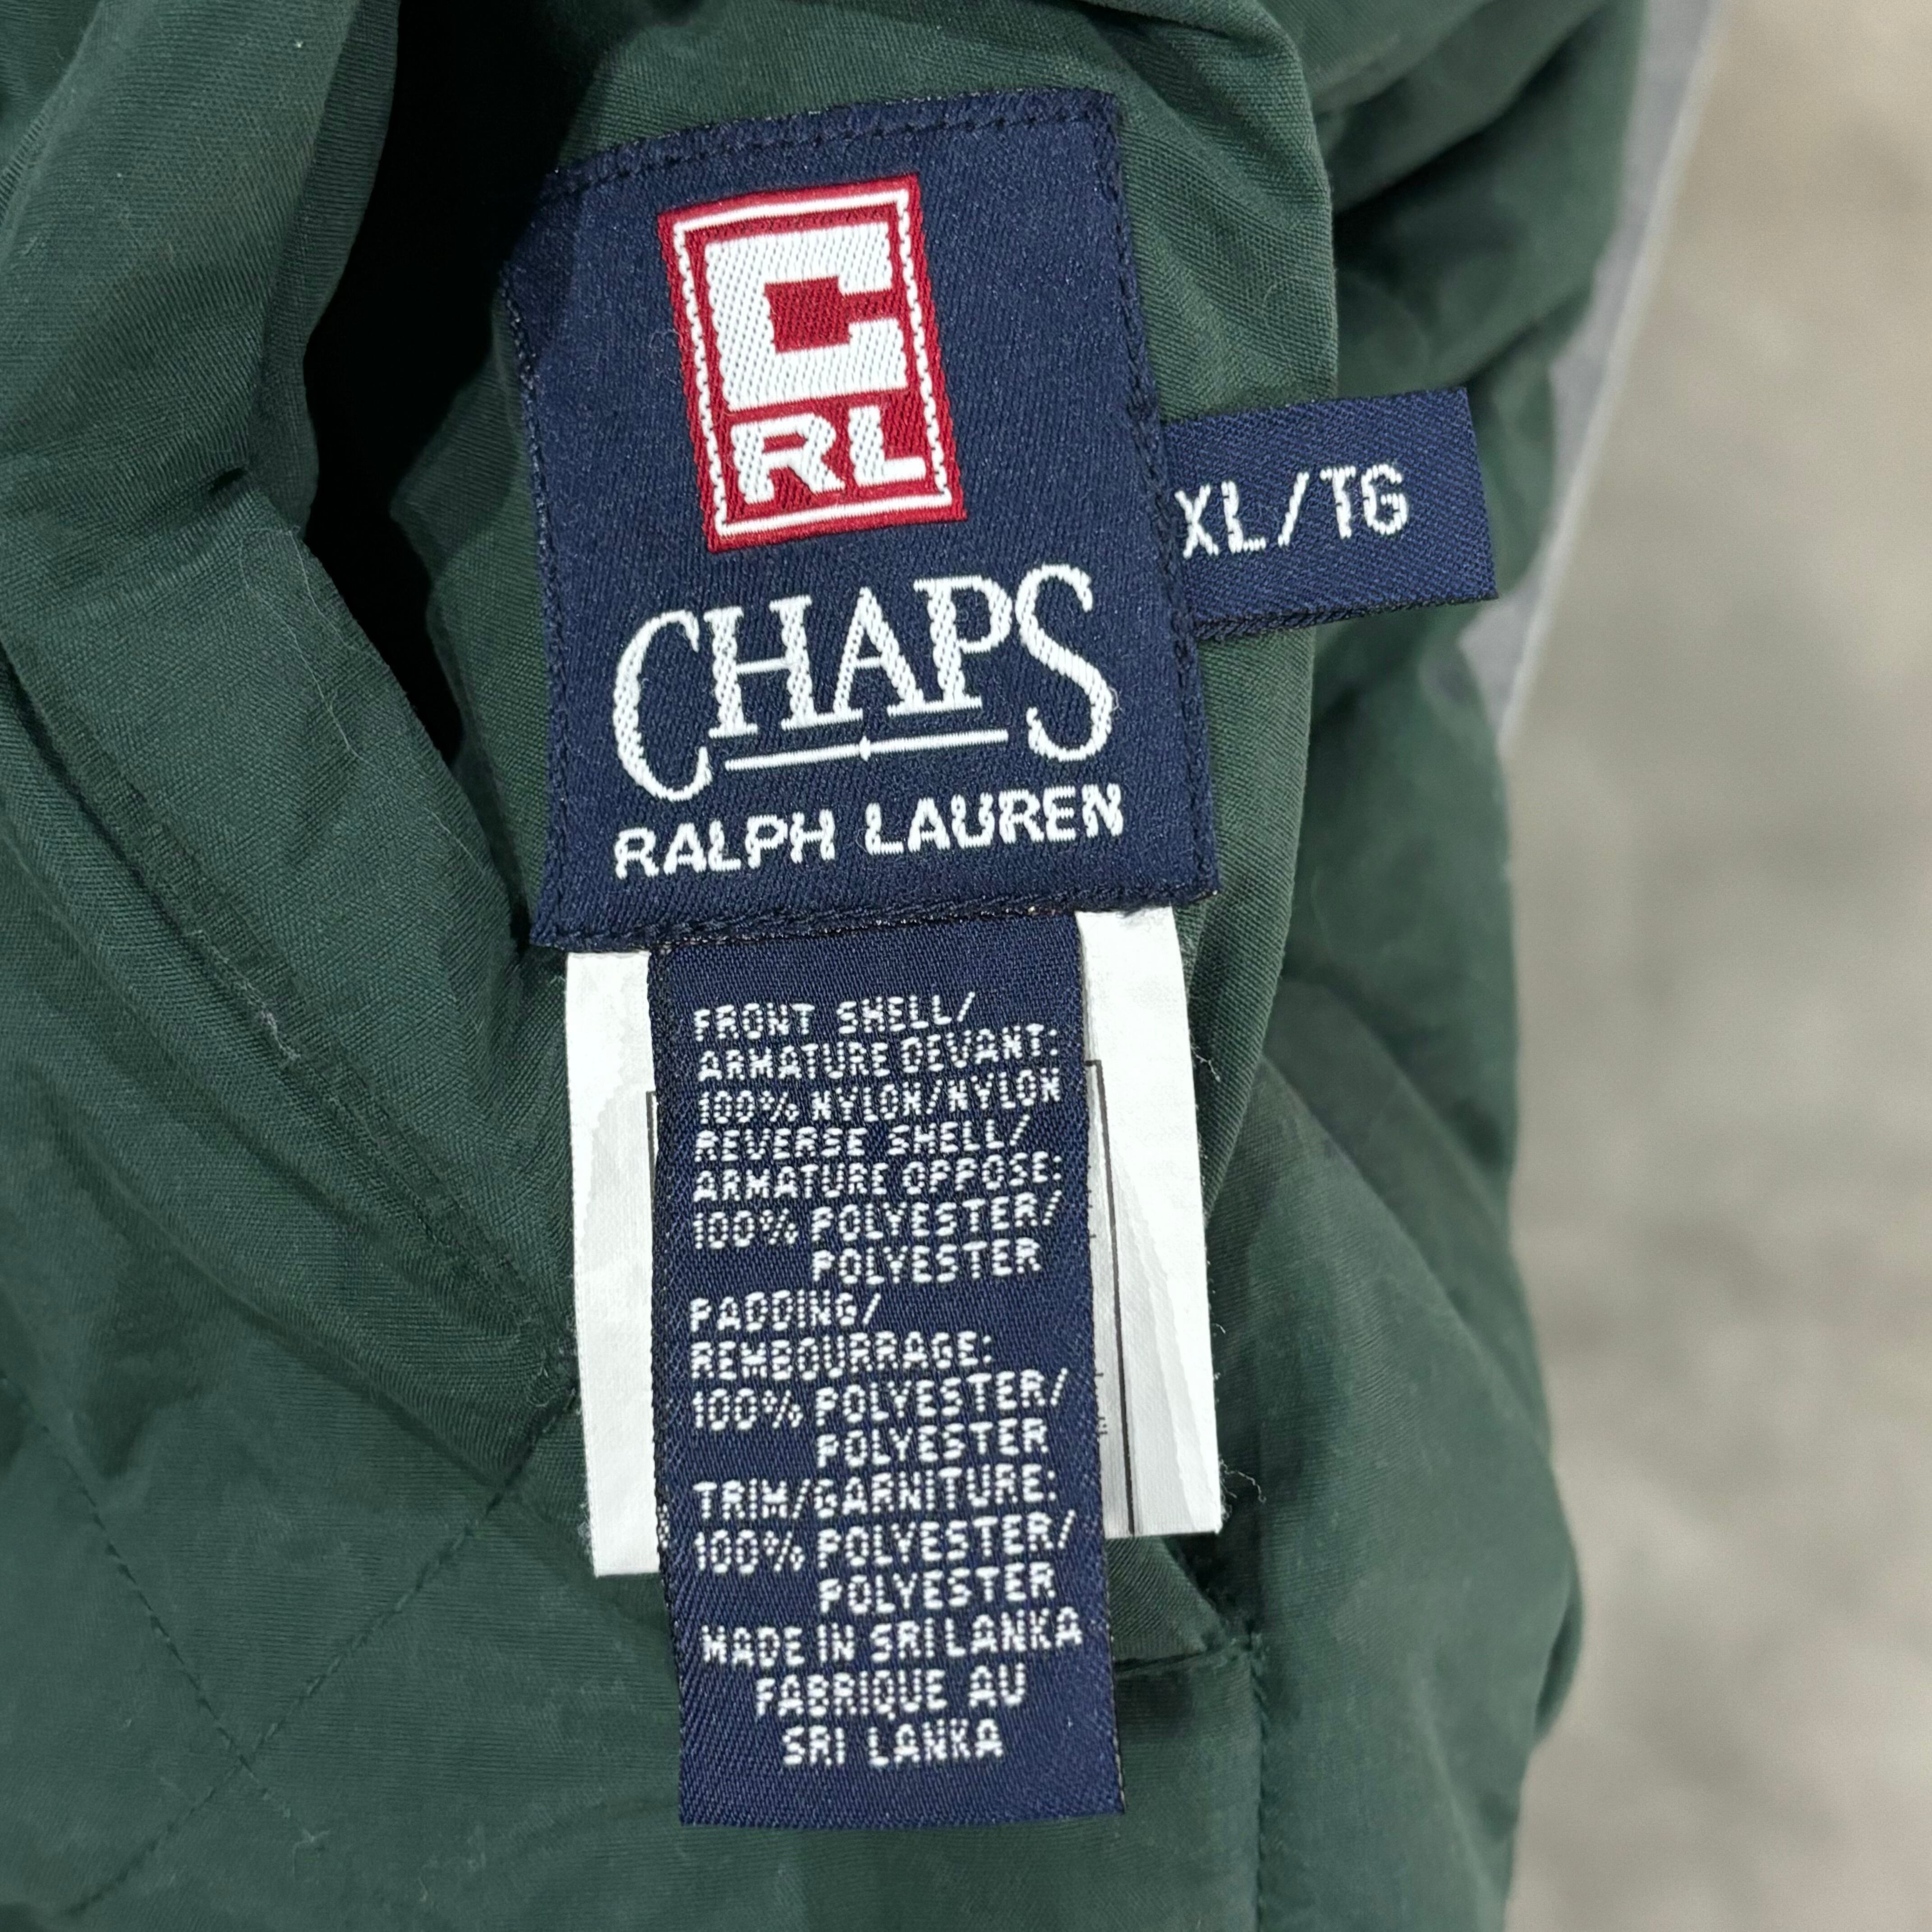 C
RL
CHAPS
RALPH LAUREN
XL/TG
FRONT SHELL/
ARMATURE DEVANT:
100% NYLON/NYLON
REVERSE SHELL/
ARMATURE OPPOSE:
100% POLYESTER/
POLYESTER
PADDING/
REMBOURRAGE:
100% POLYESTER/
POLYESTER
TRIM/GARNITURE:
100% POLYESTER/
POLYESTER
MADE IN SRI LANKA
FABRIQUE AU
SRI LANKA